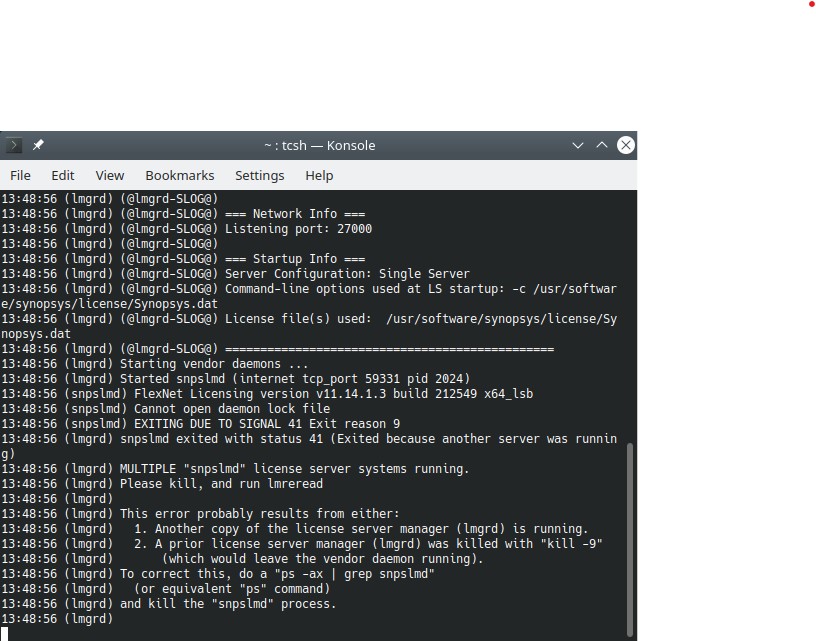 ~ : tcsh — Konsole
File Edit View Bookmarks Settings Help
13:48:56 (lmgrd) (@lmgrd-SLOG@)
13:48:56 (lmgrd) (@lmgrd-SLOG@) === Network Info ===
13:48:56 (lmgrd) (@lmgrd-SLOG@) Listening port: 27000
13:48:56 (lmgrd) (@lmgrd-SLOG@)
13:48:56 (lmgrd) (@lmgrd-SLOG@) === Startup Info ===
13:48:56 (lmgrd) (@lmgrd-SLOG@) Server Configuration: Single Server
13:48:56 (lmgrd) (@lmgrd-SLOG@) Command-line options used at LS startup: -c /usr/softwar
e/synopsys/license/Synopsys.dat
13:48:56 (lmgrd) (@lmgrd-SLOG@) License file(s) used:  /usr/software/synopsys/license/Sy
nopsys.dat
13:48:56 (lmgrd) (@lmgrd-SLOG@) ===============================================
13:48:56 (lmgrd) Starting vendor daemons ...
13:48:56 (lmgrd) Started snpslmd (internet tcp_port 59331 pid 2024)
13:48:56 (snpslmd) FlexNet Licensing version v11.14.1.3 build 212549 x64_lsb
13:48:56 (snpslmd) Cannot open daemon lock file
13:48:56 (snpslmd) EXITING DUE TO SIGNAL 41 Exit reason 9
13:48:56 (lmgrd) snpslmd exited with status 41 (Exited because another server was runnin
g)
13:48:56 (lmgrd) MULTIPLE "snpslmd" license server systems running.
13:48:56 (lmgrd) Please kill, and run lmreread
13:48:56 (lmgrd)
13:48:56 (lmgrd) This error probably results from either:
13:48:56 (lmgrd)   1. Another copy of the license server manager (lmgrd) is running.
13:48:56 (lmgrd)   2. A prior license server manager (lmgrd) was killed with "kill -9"
13:48:56 (lmgrd)       (which would leave the vendor daemon running).
13:48:56 (lmgrd) To correct this, do a "ps -ax | grep snpslmd"
13:48:56 (lmgrd)   (or equivalent "ps" command)
13:48:56 (lmgrd) and kill the "snpslmd" process.
13:48:56 (lmgrd)